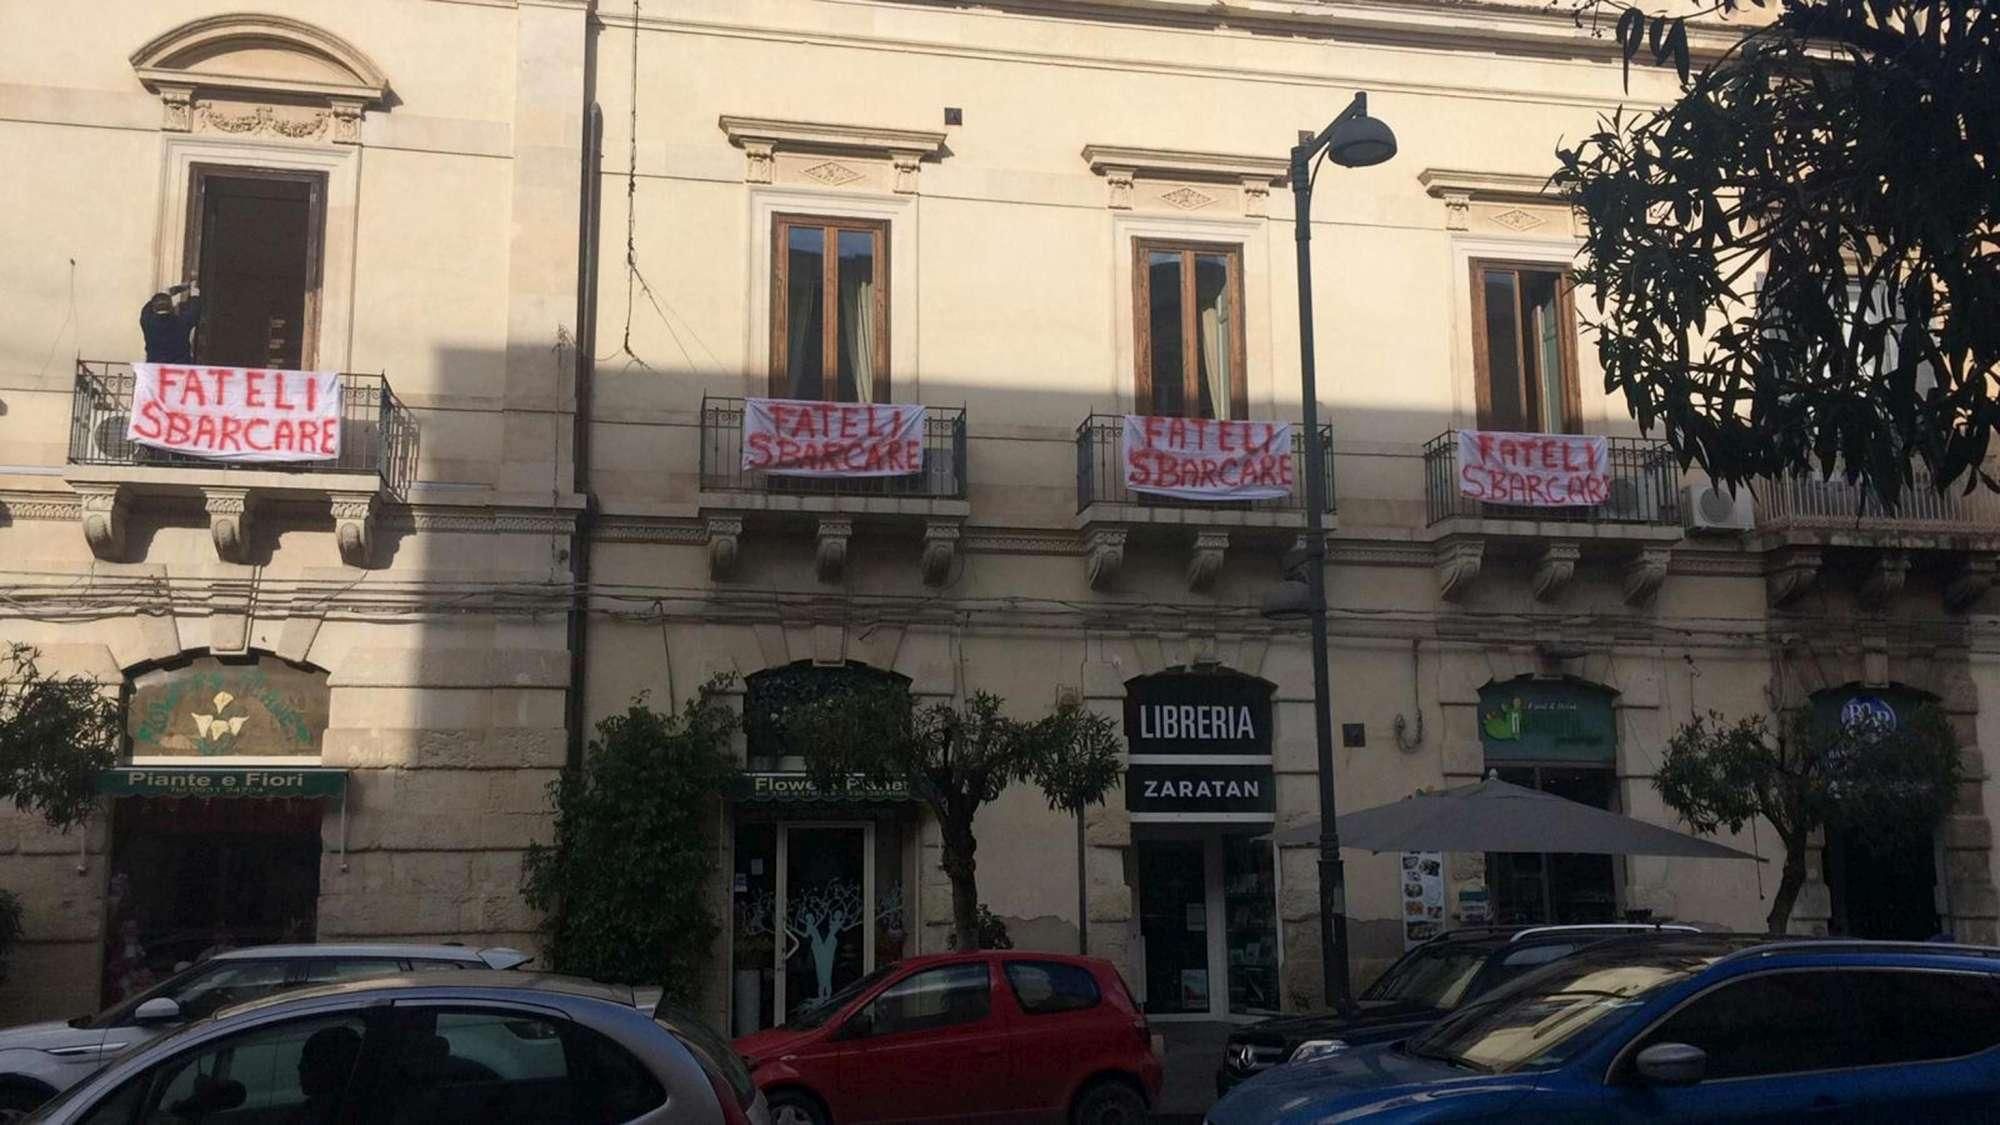 FATELI
SBARCARE
FATELI
SBARCARE
FATELI
SBARCARE
FATELI
SBARCARE
Piante e Fiori
LIBRERIA
ZARATAN